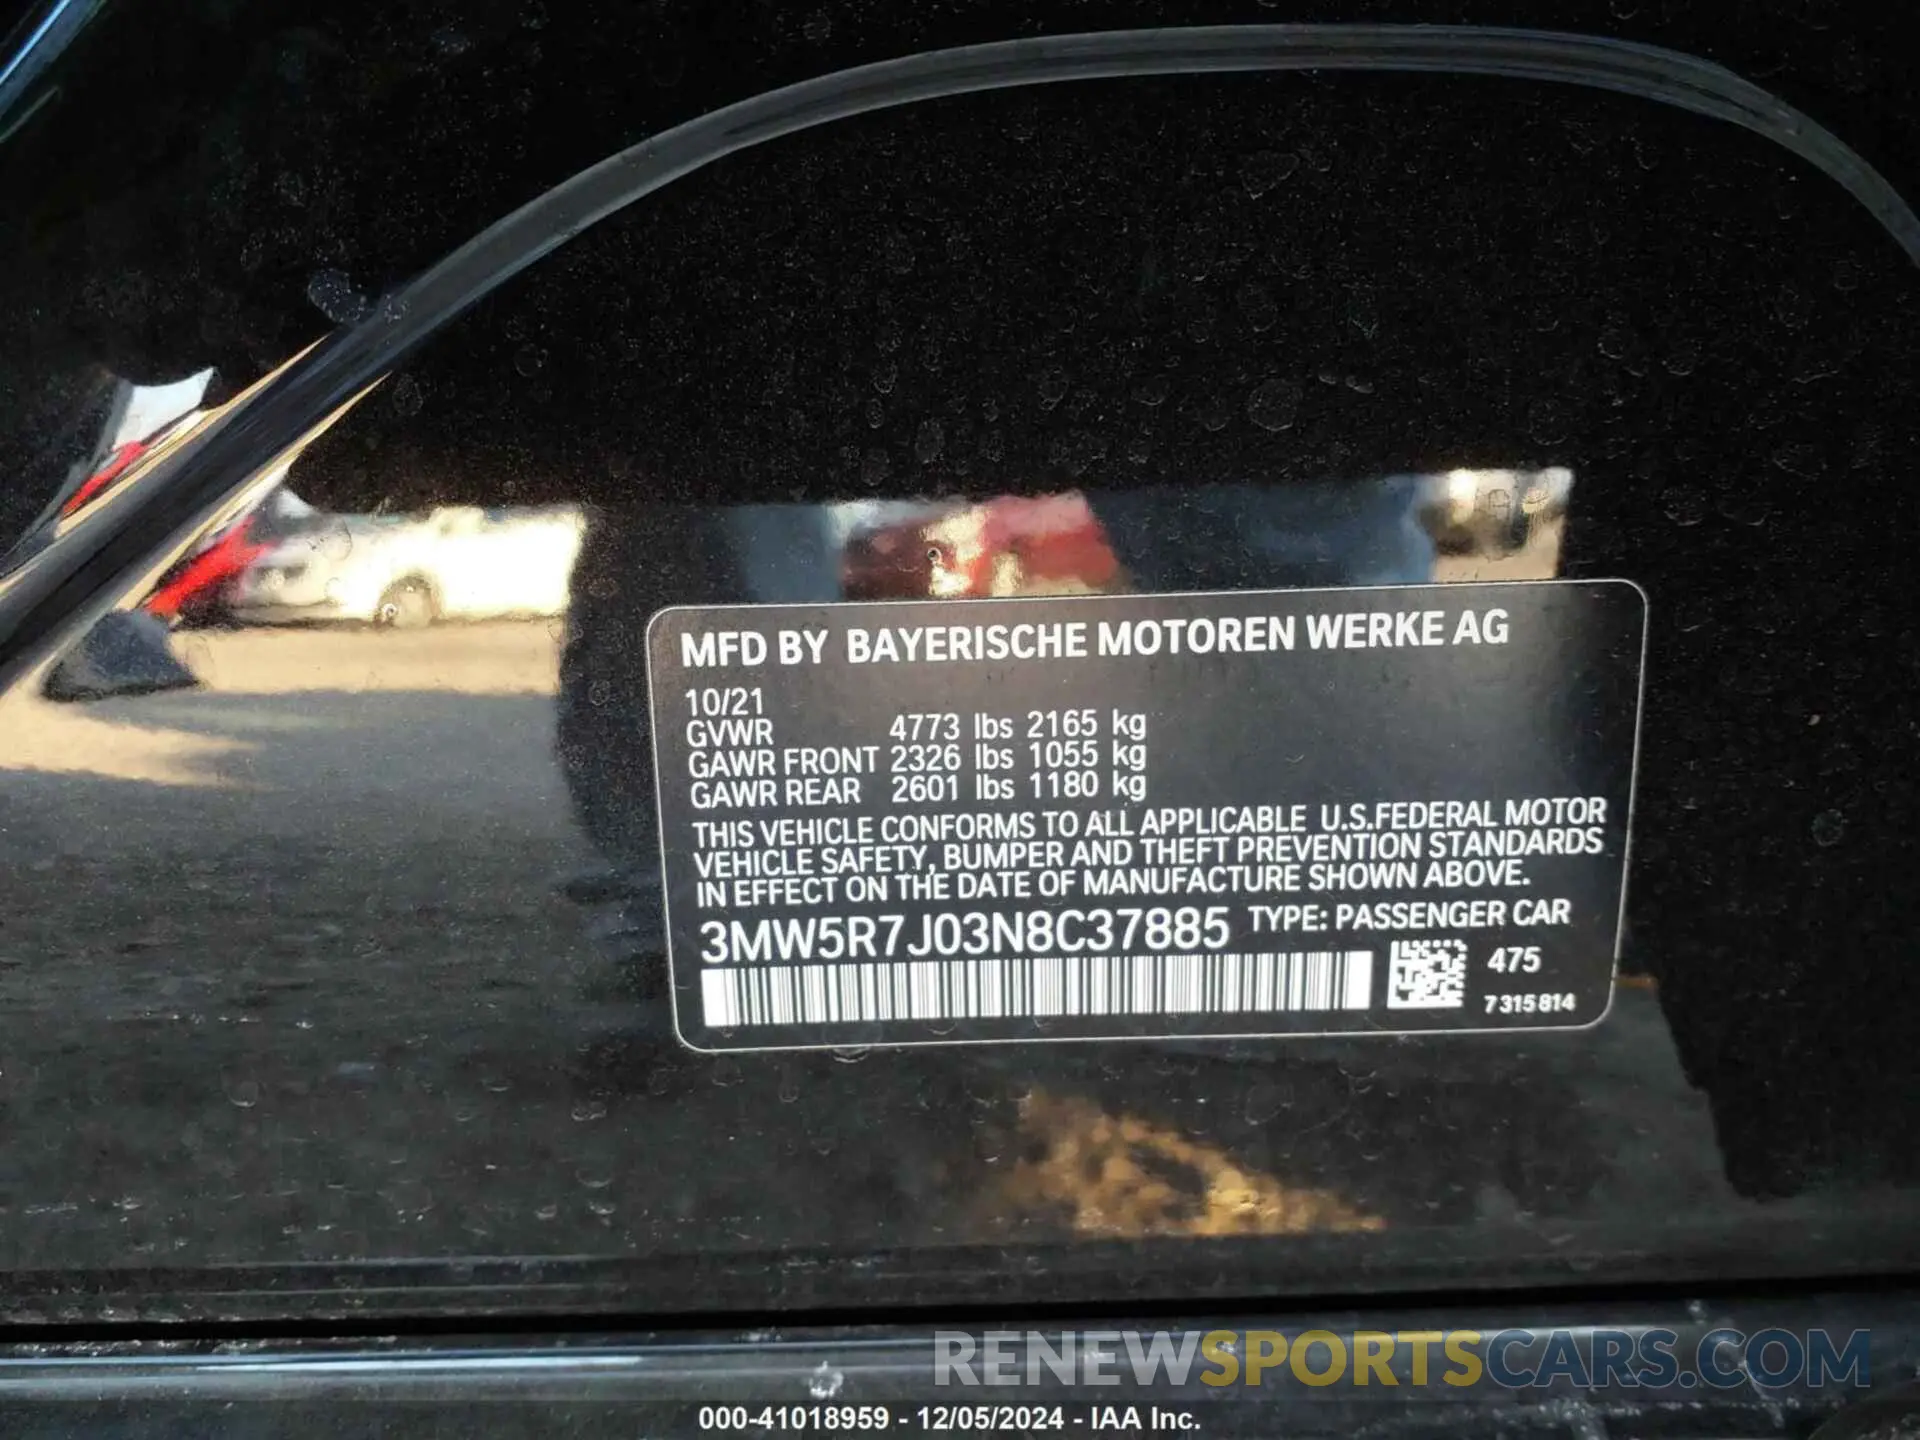 MFD BY BAYERISCHE MOTOREN WERKE AG
10/21
GVWR 4773 lbs 2165 kg
GAWR FRONT 2326 lbs 1055 kg
GAWR REAR 2601 lbs 1180 kg
THIS VEHICLE CONFORMS TO ALL APPLICABLE U.S.FEDERAL MOTOR
VEHICLE SAFETY, BUMPER AND THEFT PREVENTION STANDARDS
IN EFFECT ON THE DATE OF MANUFACTURE SHOWN ABOVE.
3MW5R7J03N8C37885 TYPE: PASSENGER CAR
475
7 315 814
RENEWSPORTSCARS.COM
000-41018959 - 12/05/2024 - IAA Inc.